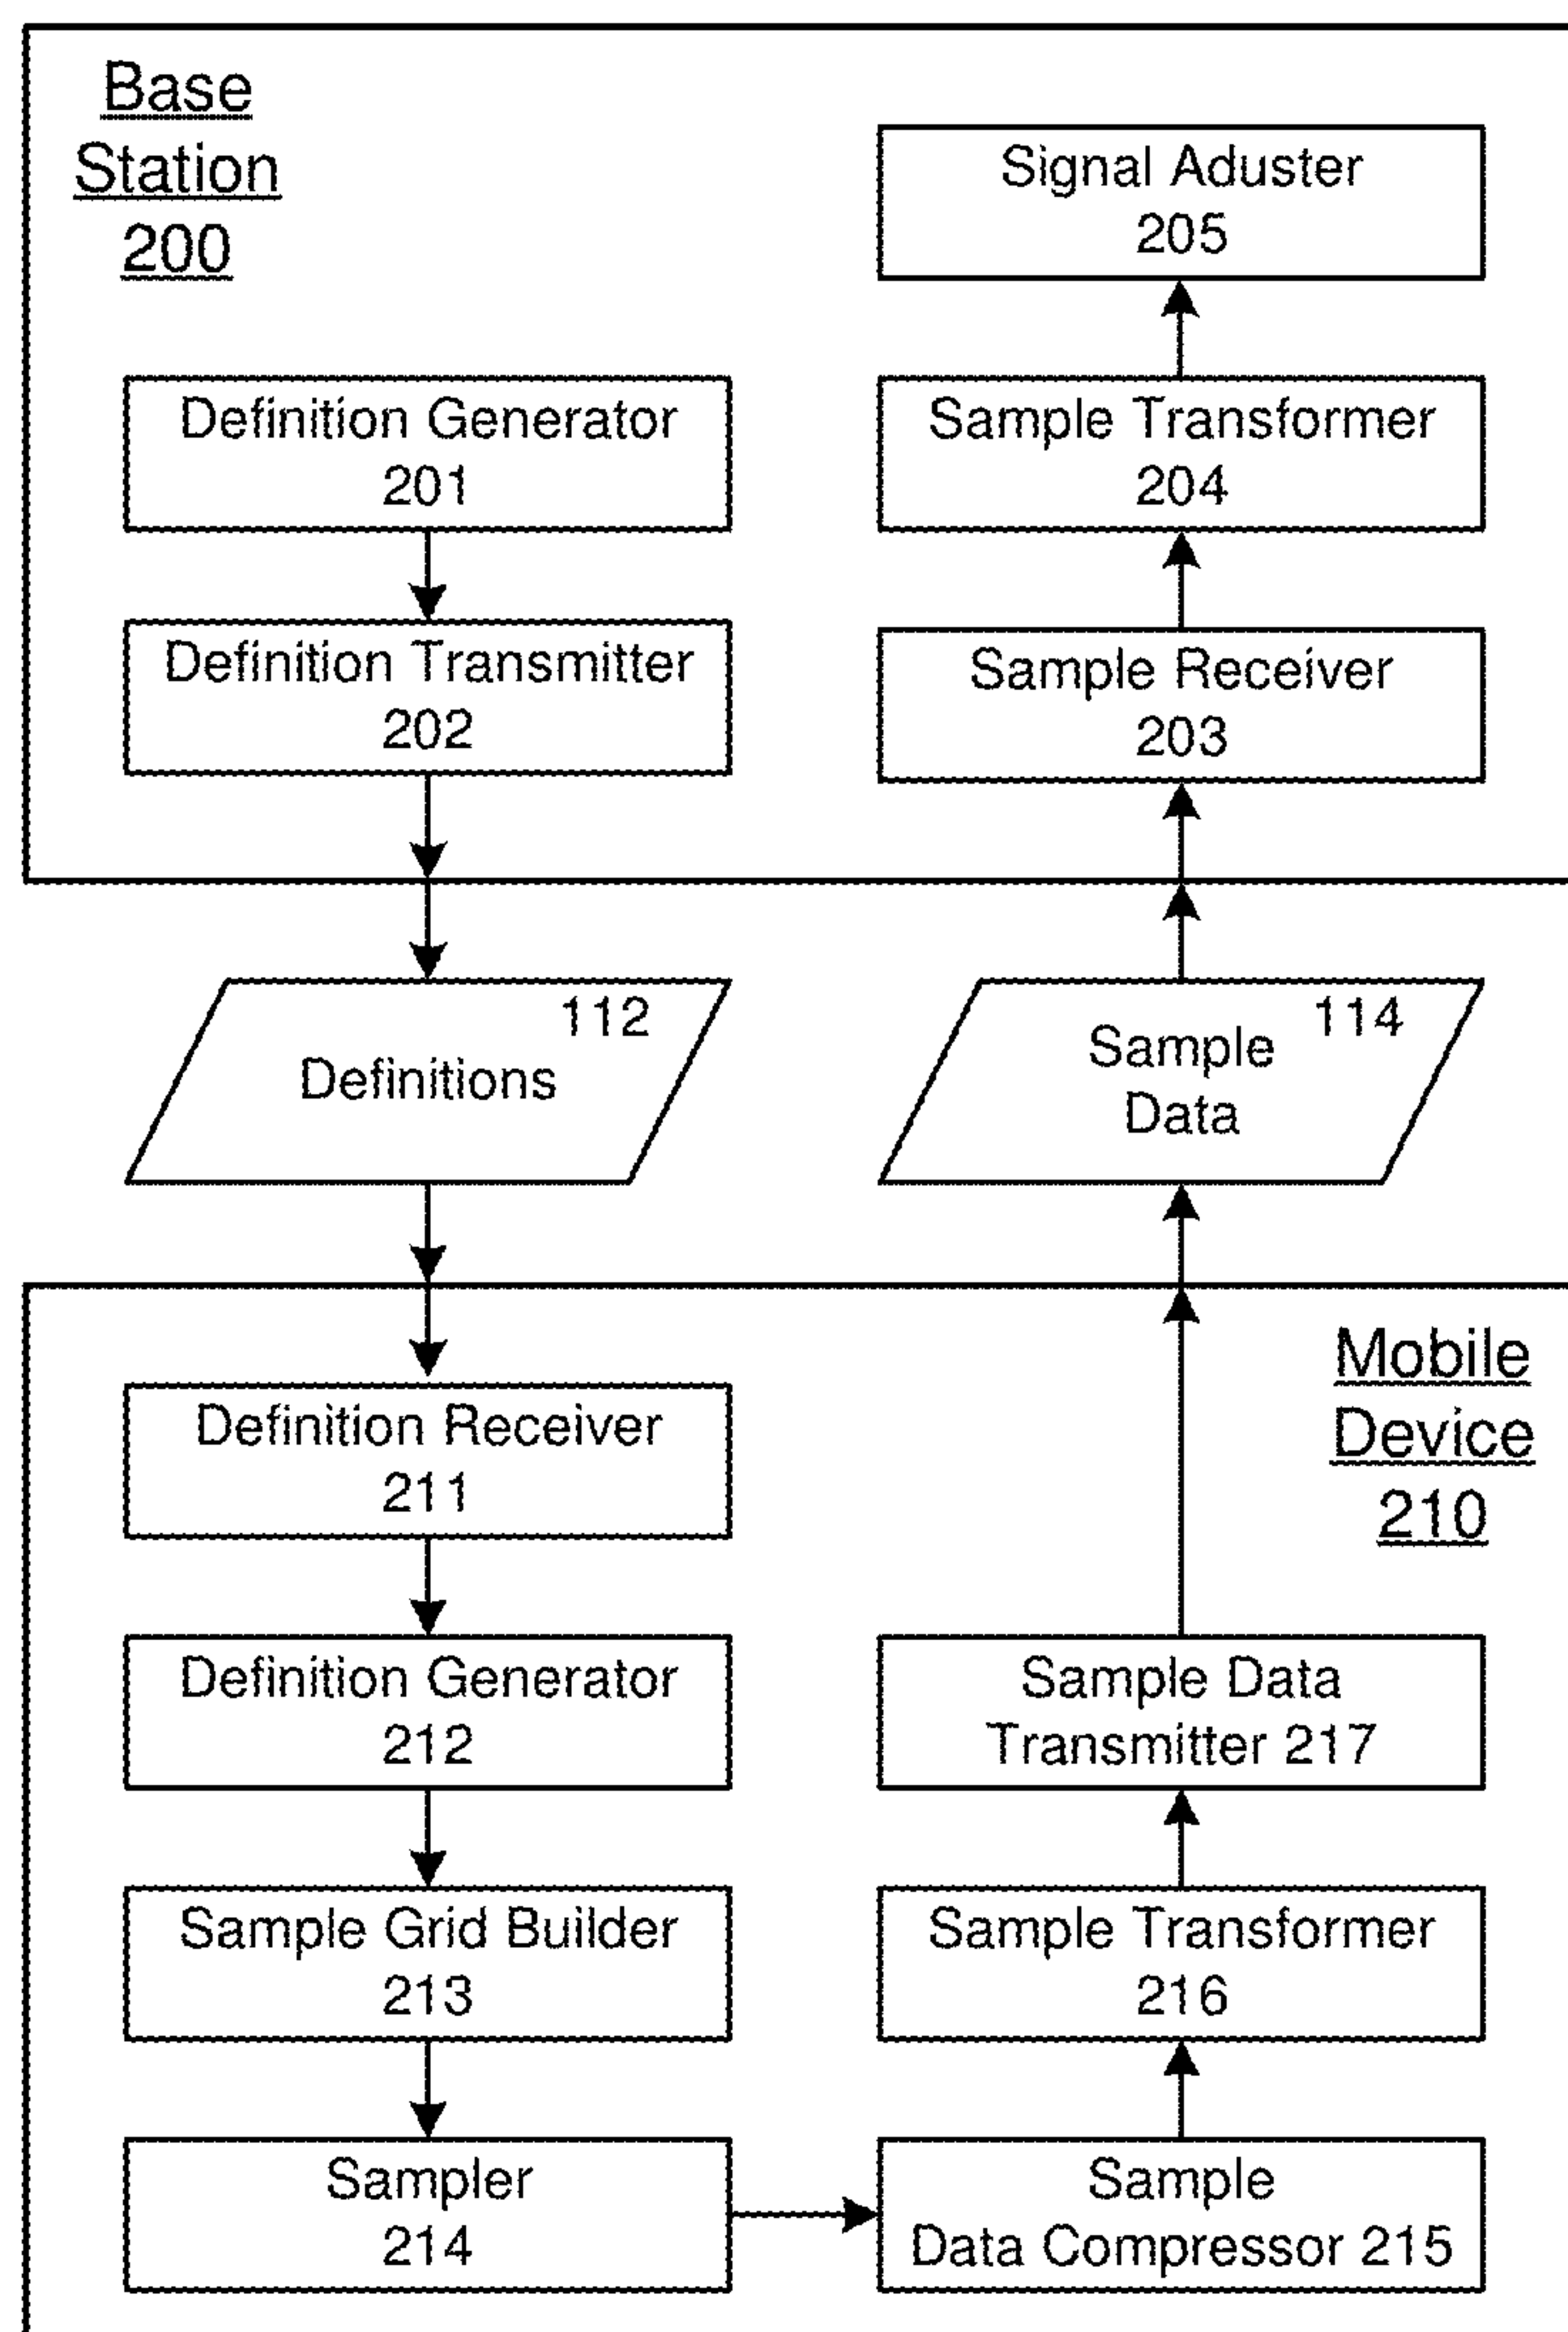 Base
Station
200
Signal Aduster
205
Definition Generator
201
Sample Transformer
204
Definition Transmitter
202
Sample Receiver
203
112
Definitions
114
Sample
Data
Mobile
Device
210
Definition Receiver
211
Definition Generator
212
Sample Data
Transmitter 217
Sample Grid Builder
213
Sample Transformer
216
Sampler
214
Sample
Data Compressor 215